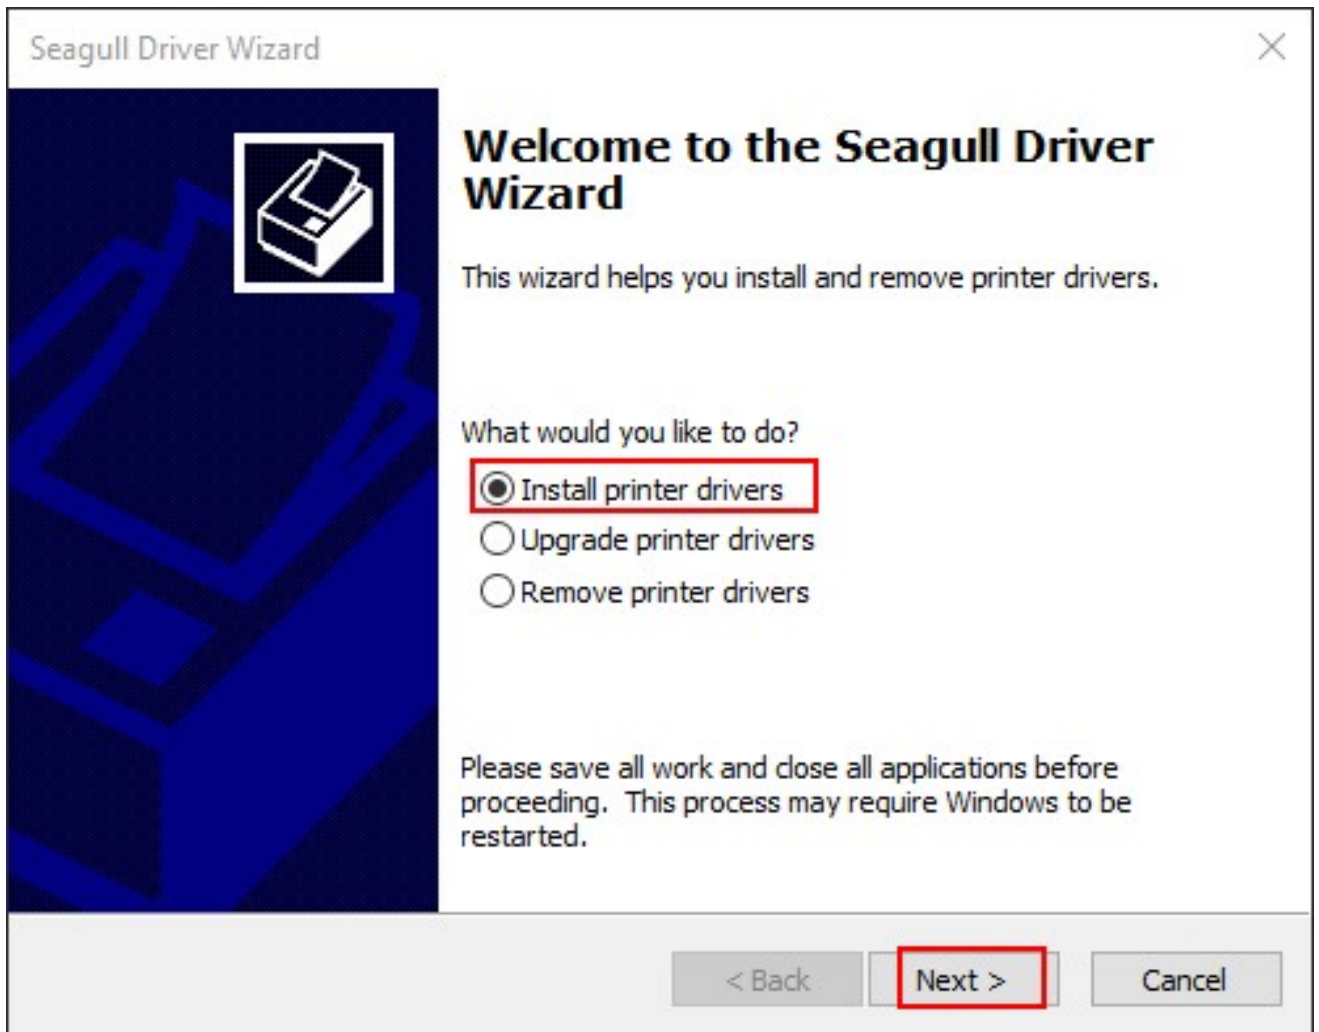 Seagull Driver Wizard
Welcome to the Seagull Driver
Wizard
This wizard helps you install and remove printer drivers.
What would you like to do?
Install printer drivers
Upgrade printer drivers
Remove printer drivers
Please save all work and close all applications before
proceeding.  This process may require Windows to be
restarted.
< Back
Next >
Cancel